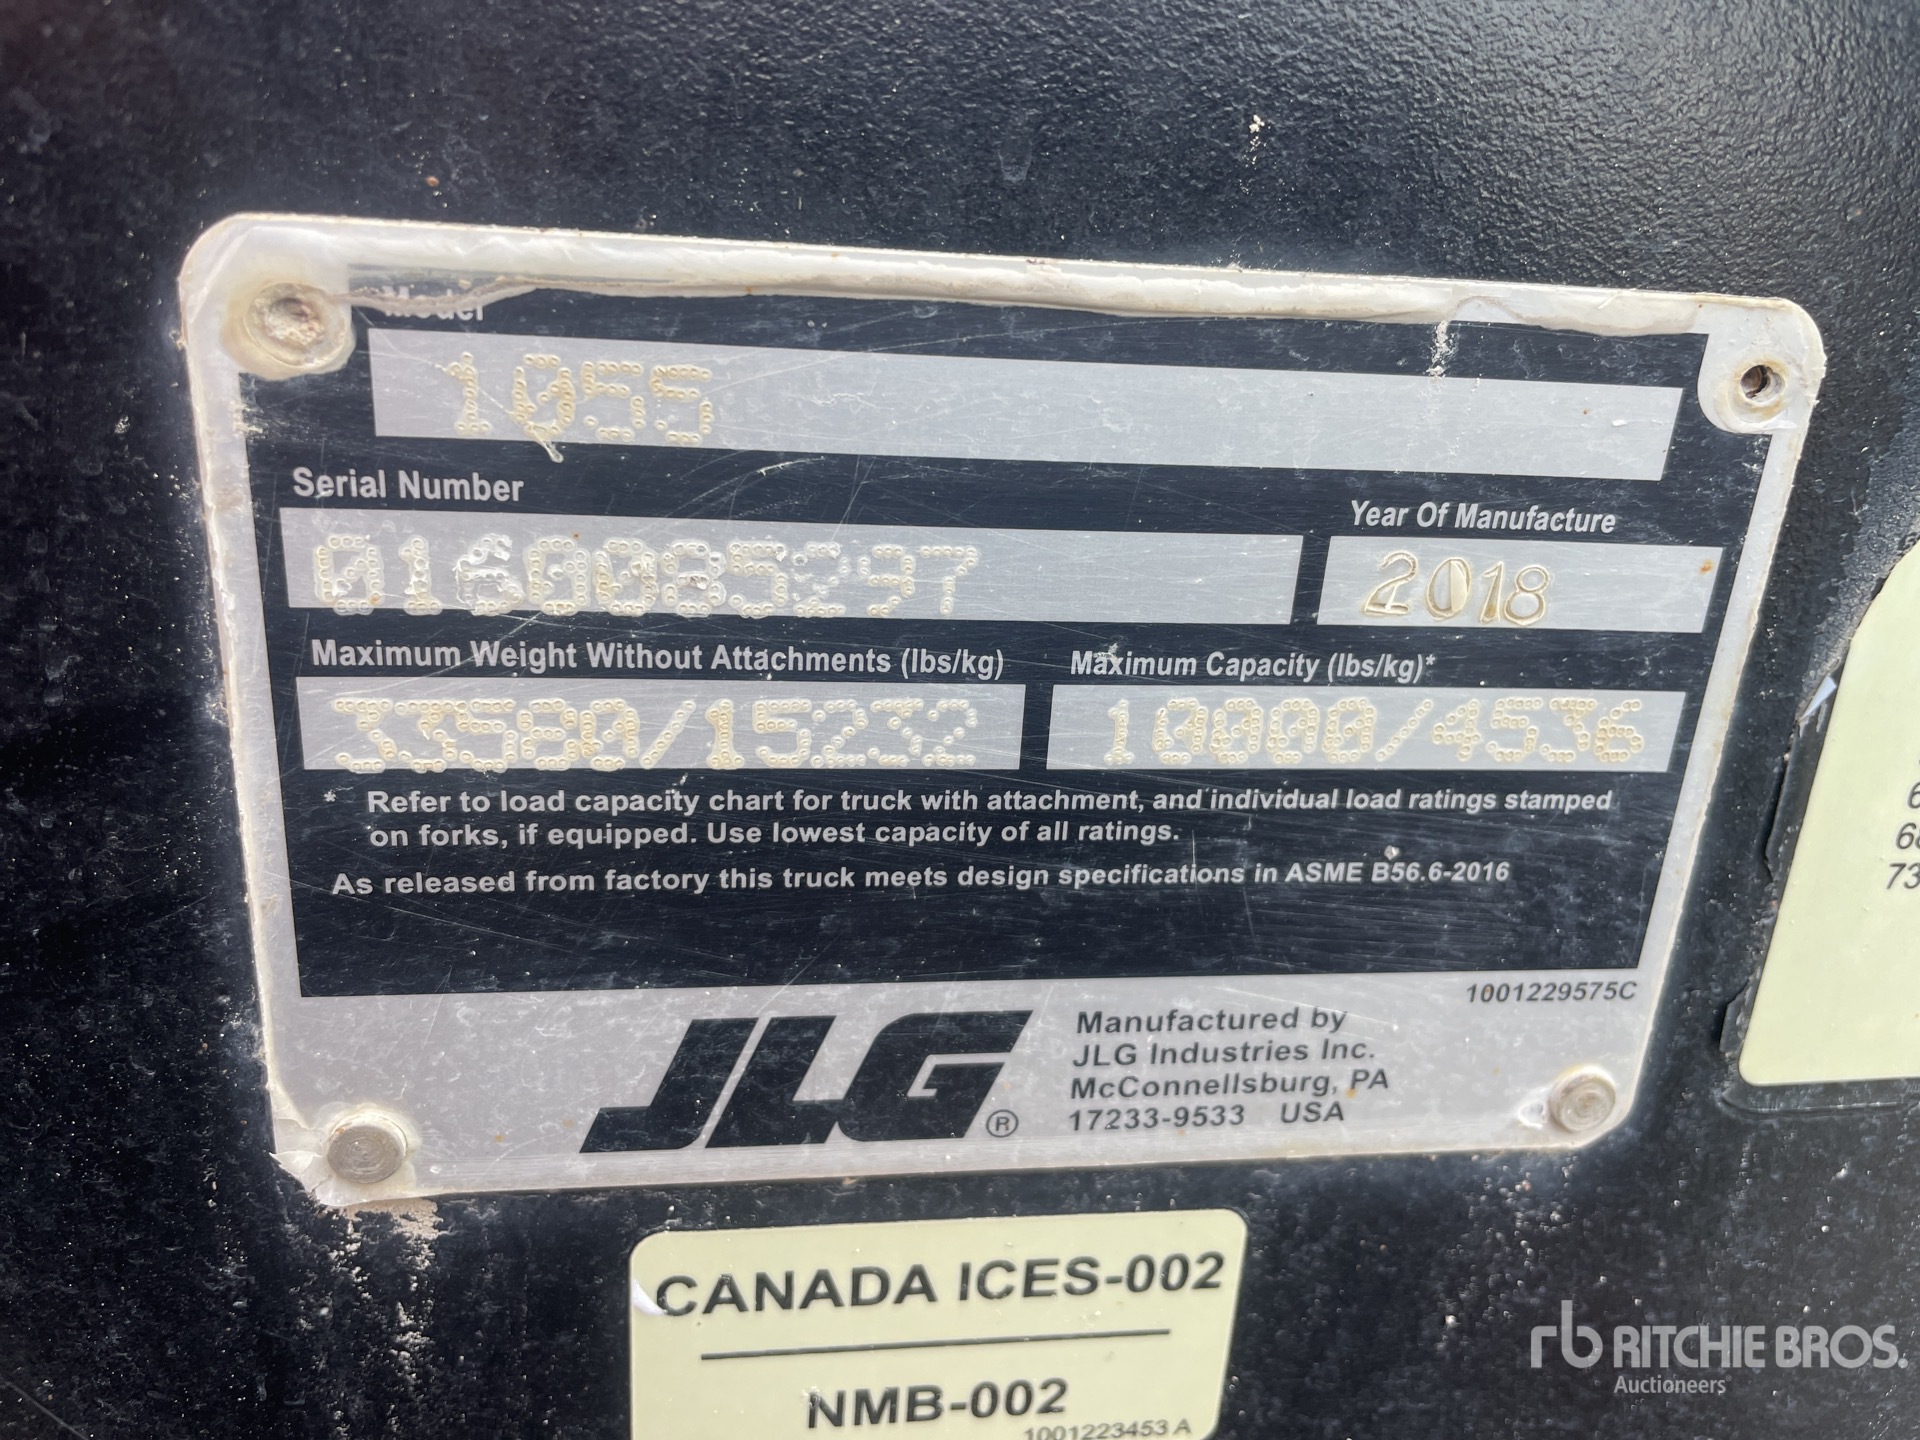 Model
1055
Serial Number
0160085297
Year Of Manufacture
2018
Maximum Weight Without Attachments (lbs/kg)
33580/15232
Maximum Capacity (lbs/kg)*
10000/4536
* Refer to load capacity chart for truck with attachment, and individual load ratings stamped
on forks, if equipped. Use lowest capacity of all ratings.
As released from factory this truck meets design specifications in ASME B56.6-2016
1001229575C
JLG®
Manufactured by
JLG Industries Inc.
McConnellsburg, PA
17233-9533 USA
CANADA ICES-002
NMB-002
1001223453 A
73
rb RITCHIE BROS.
Auctioneers